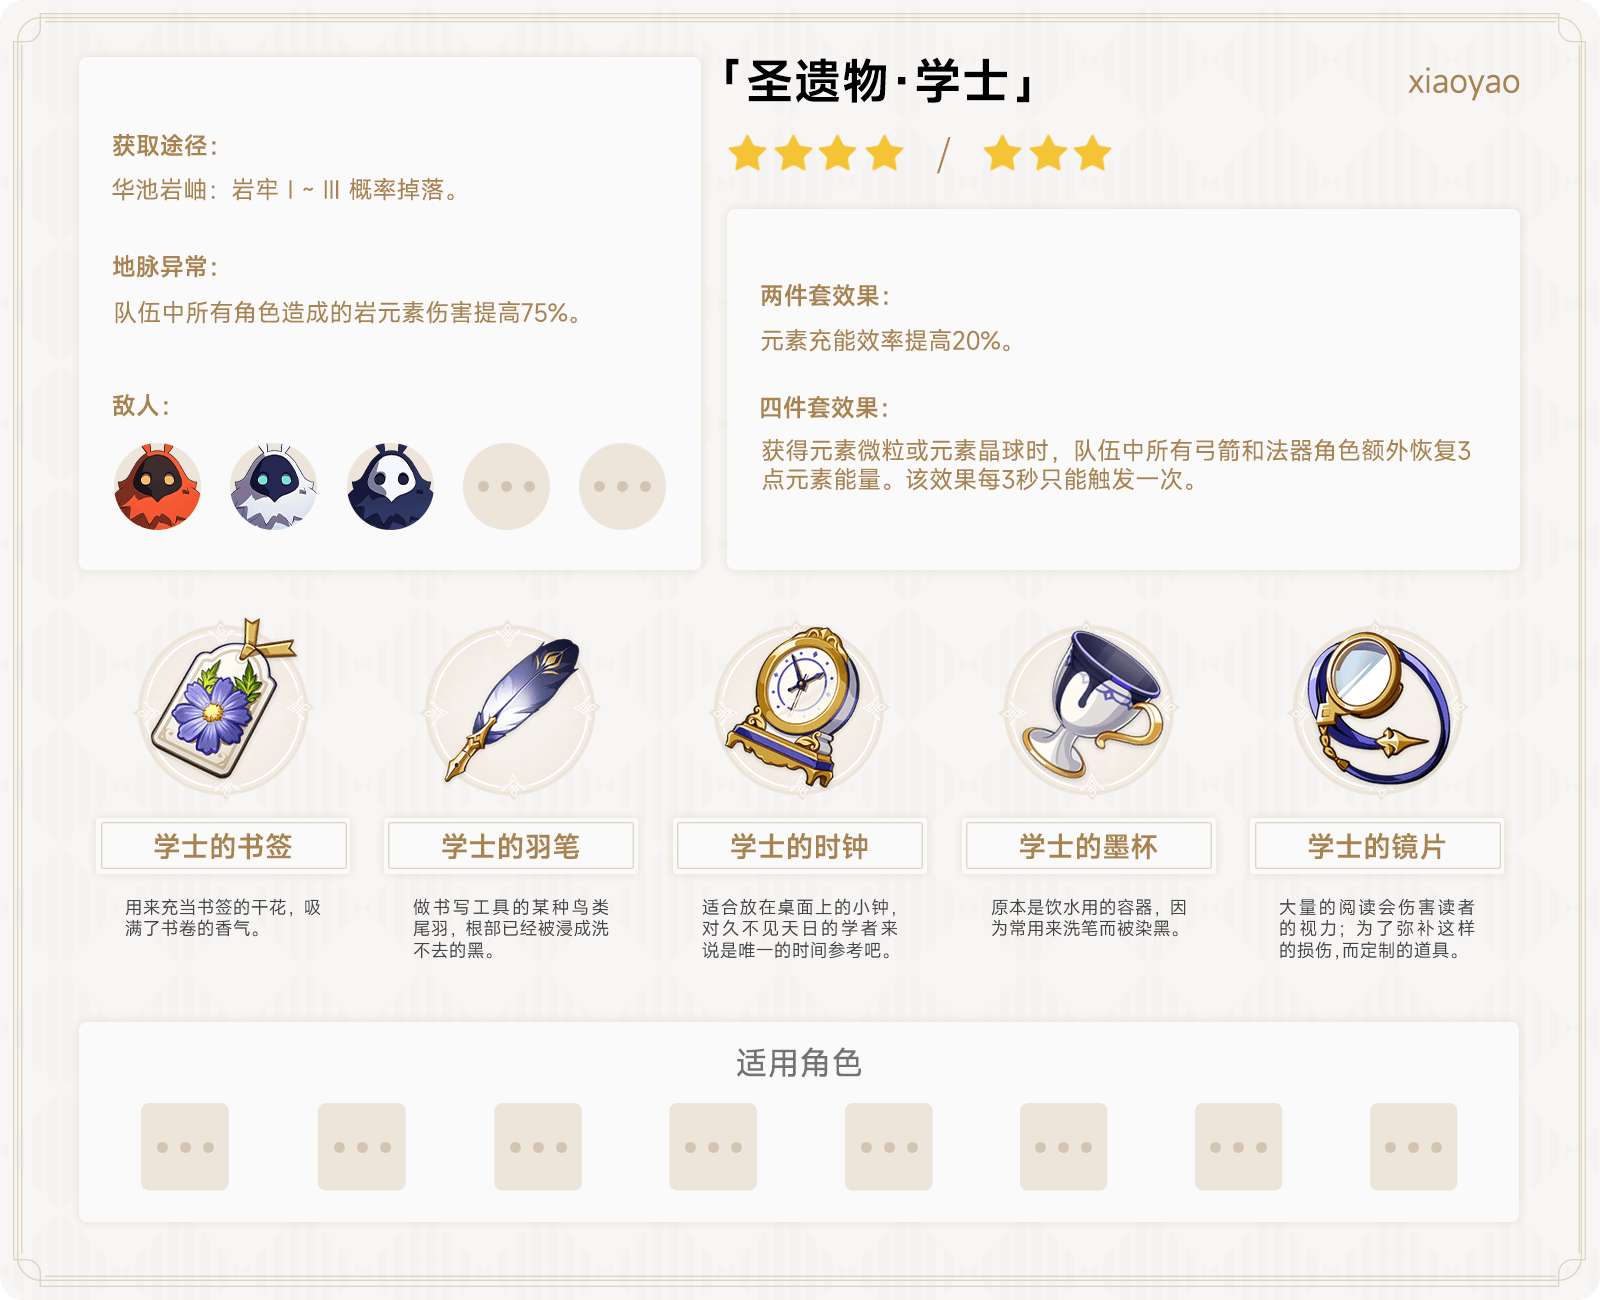 「圣遗物·学士」
xiaoyao
/
获取途径：
华池岩岫：岩牢 I ~ III 概率掉落。
地脉异常：
队伍中所有角色造成的岩元素伤害提高75%。
敌人：
两件套效果：
元素充能效率提高20%。
四件套效果：
获得元素微粒或元素晶球时，队伍中所有弓箭和法器角色额外恢复3
点元素能量。该效果每3秒只能触发一次。
学士的书签
用来充当书签的干花，吸
满了书卷的香气。
学士的羽笔
做书写工具的某种鸟类
尾羽，根部已经被浸成洗
不去的黑。
学士的时钟
适合放在桌面上的小钟，
对久不见天日的学者来
说是唯一的时间参考吧。
学士的墨杯
原本是饮水用的容器，因
为常用来洗笔而被染黑。
学士的镜片
大量的阅读会伤害读者
的视力；为了弥补这样
的损伤,而定制的道具。
适用角色